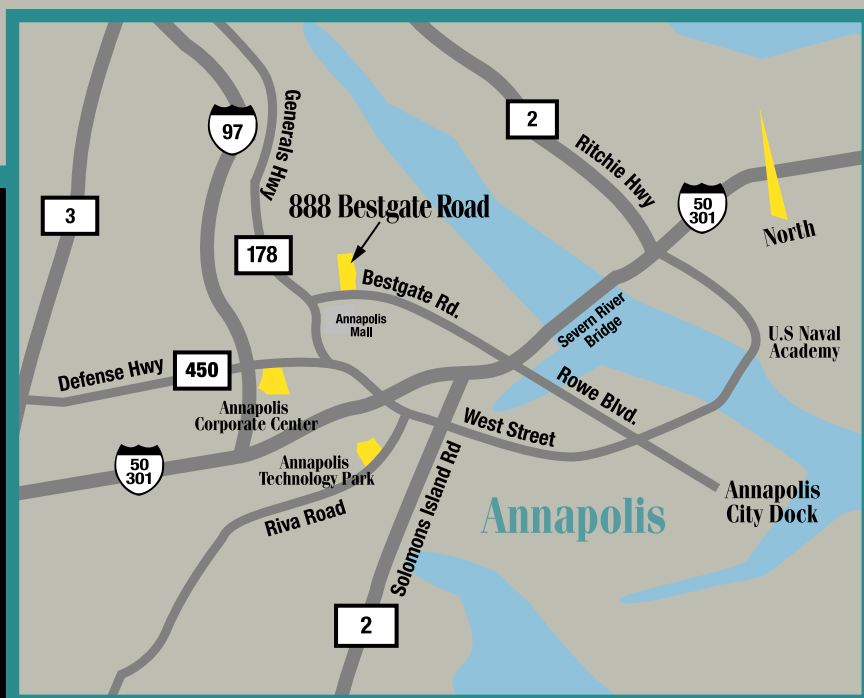 2
Ritchie Hwy
97
Generals Hwy
50
301
3
888 Bestgate Road
North
178
Bestgate Rd.
Annapolis
Mall
Severn River
Bridge
U.S Naval
Academy
Defense Hwy
450
Annapolis
Corporate Center
Rowe Blvd.
West Street
50
301
Annapolis
Technology Park
Solomons Island Rd
Riva Road
Annapolis
Annapolis
City Dock
2